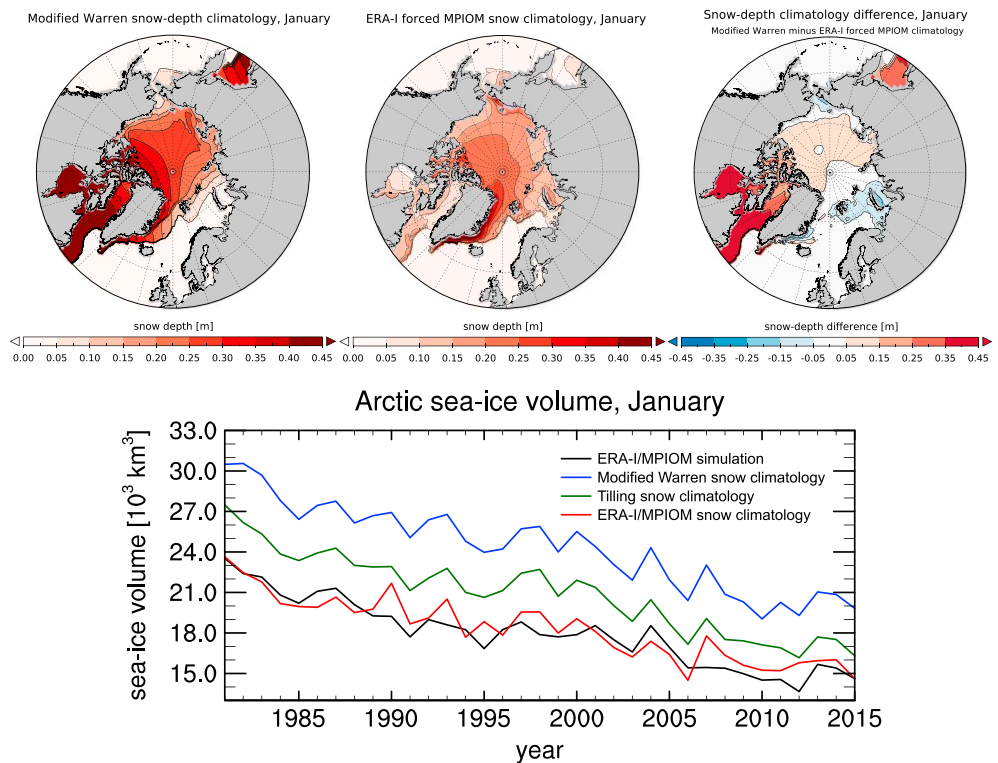 Modified Warren snow-depth climatology, January
ERA-I forced MPIOM snow climatology, January
Snow-depth climatology difference, January
Modified Warren minus ERA-I forced MPIOM climatology
snow depth [m]
0.00 0.05 0.10 0.15 0.20 0.25 0.30 0.35 0.40 0.45
snow depth [m]
0.00 0.05 0.10 0.15 0.20 0.25 0.30 0.35 0.40 0.45
snow-depth difference [m]
-0.45 -0.35 -0.25 -0.15 -0.05 0.05 0.15 0.25 0.35 0.45
Arctic sea-ice volume, January
sea-ice volume [10³ km³]
33.0
30.0
27.0
24.0
21.0
18.0
15.0
ERA-I/MPIOM simulation
Modified Warren snow climatology
Tilling snow climatology
ERA-I/MPIOM snow climatology
1985 1990 1995 2000 2005 2010 2015
year